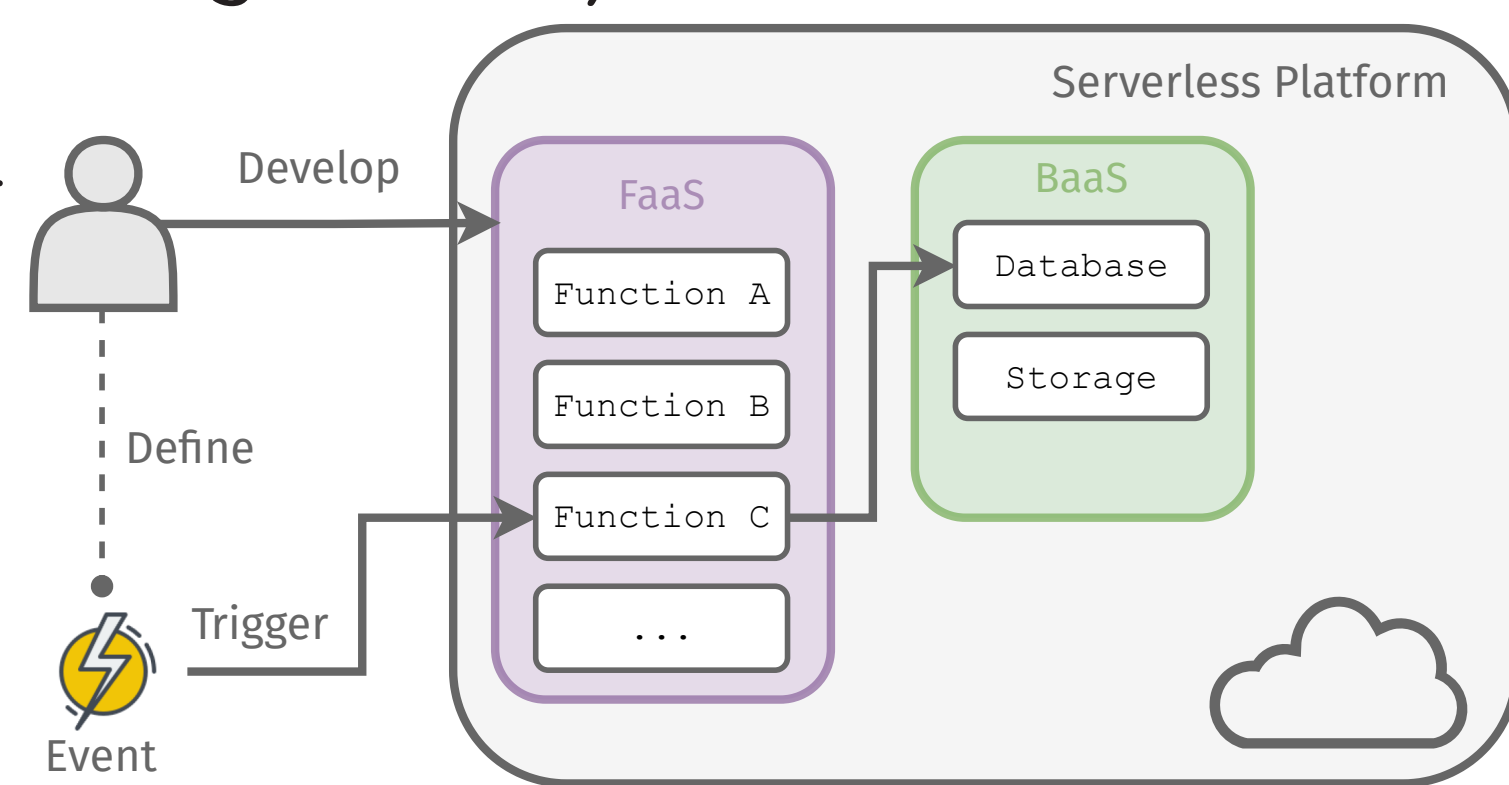 Serverless Platform
Develop
FaaS
BaaS
Function A
Database
Function B
Storage
Define
Function C
Trigger
...
Event